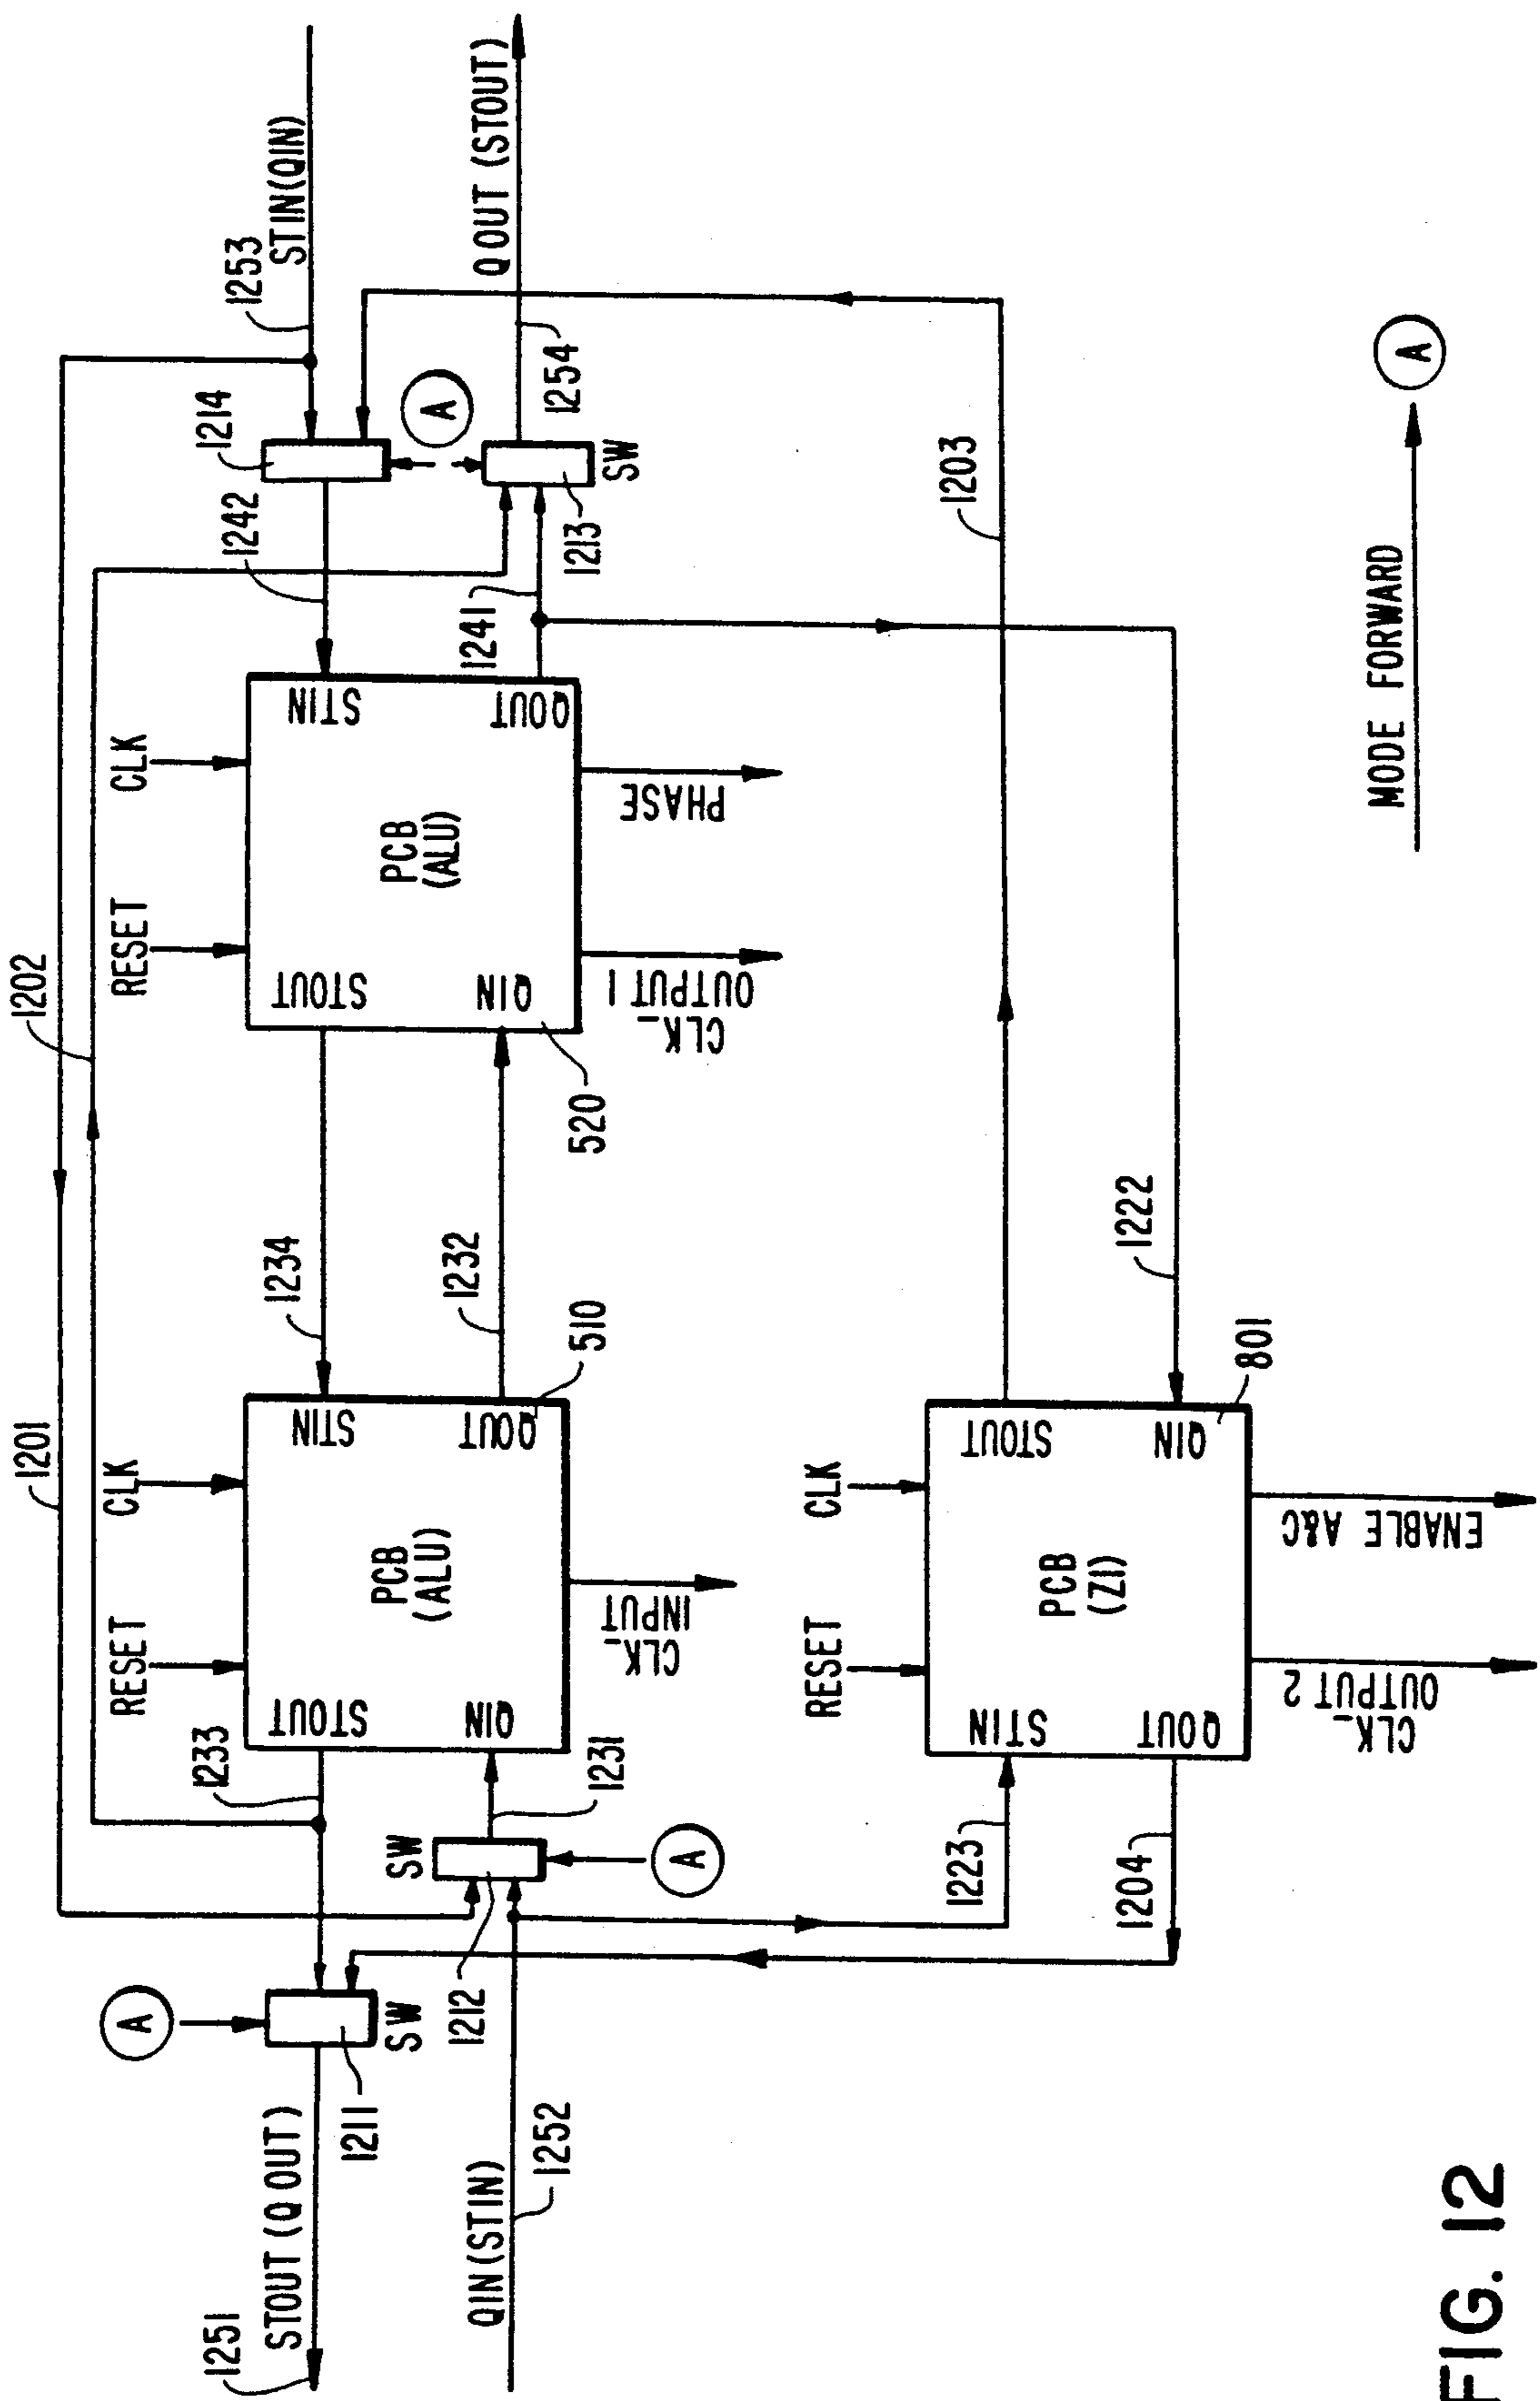 1251
STOUT (Q OUT)
1211
SW
A
QIN (STIN)
1252
1212
SW
A
1231
1233
1201
1202
RESET
CLK
STOUT
STIN
PCB
(ALU)
QIN
QOUT
510
CLK_
INPUT
1234
1232
RESET
CLK
STOUT
STIN
PCB
(ALU)
QIN
QOUT
520
CLK_
OUTPUT 1
PHASE
1242
1241
1214
A
1213
SW
1253
STIN(QIN)
Q OUT (STOUT)
1254
1223
1204
RESET
CLK
STIN
STOUT
PCB
(ZI)
QOUT
QIN
801
CLK_
OUTPUT 2
ENABLE A&C
1222
1203
MODE FORWARD
A
FIG. 12